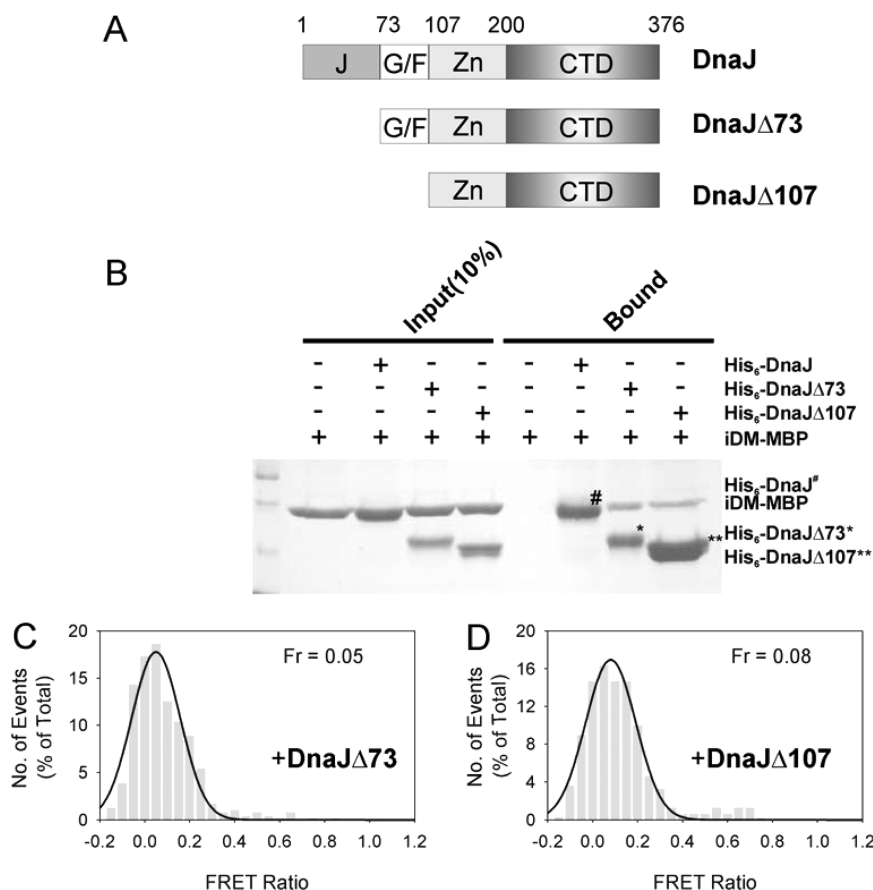 A
1 73 107 200 376
J G/F Zn CTD DnaJ
G/F Zn CTD DnaJΔ73
Zn CTD DnaJΔ107
B
Input(10%) Bound
- + - - - + - - His₆-DnaJ
- - + - - - + - His₆-DnaJΔ73
- - - + - - - + His₆-DnaJΔ107
+ + + + + + + + iDM-MBP
His₆-DnaJ#
# iDM-MBP
* His₆-DnaJΔ73*
** His₆-DnaJΔ107**
C
No. of Events
(% of Total)
20
15
10
5
0
Fr = 0.05
+DnaJΔ73
-0.2 0.0 0.2 0.4 0.6 0.8 1.0 1.2
FRET Ratio
D
No. of Events
(% of Total)
20
16
12
8
4
0
Fr = 0.08
+DnaJΔ107
-0.2 0.0 0.2 0.4 0.6 0.8 1.0 1.2
FRET Ratio